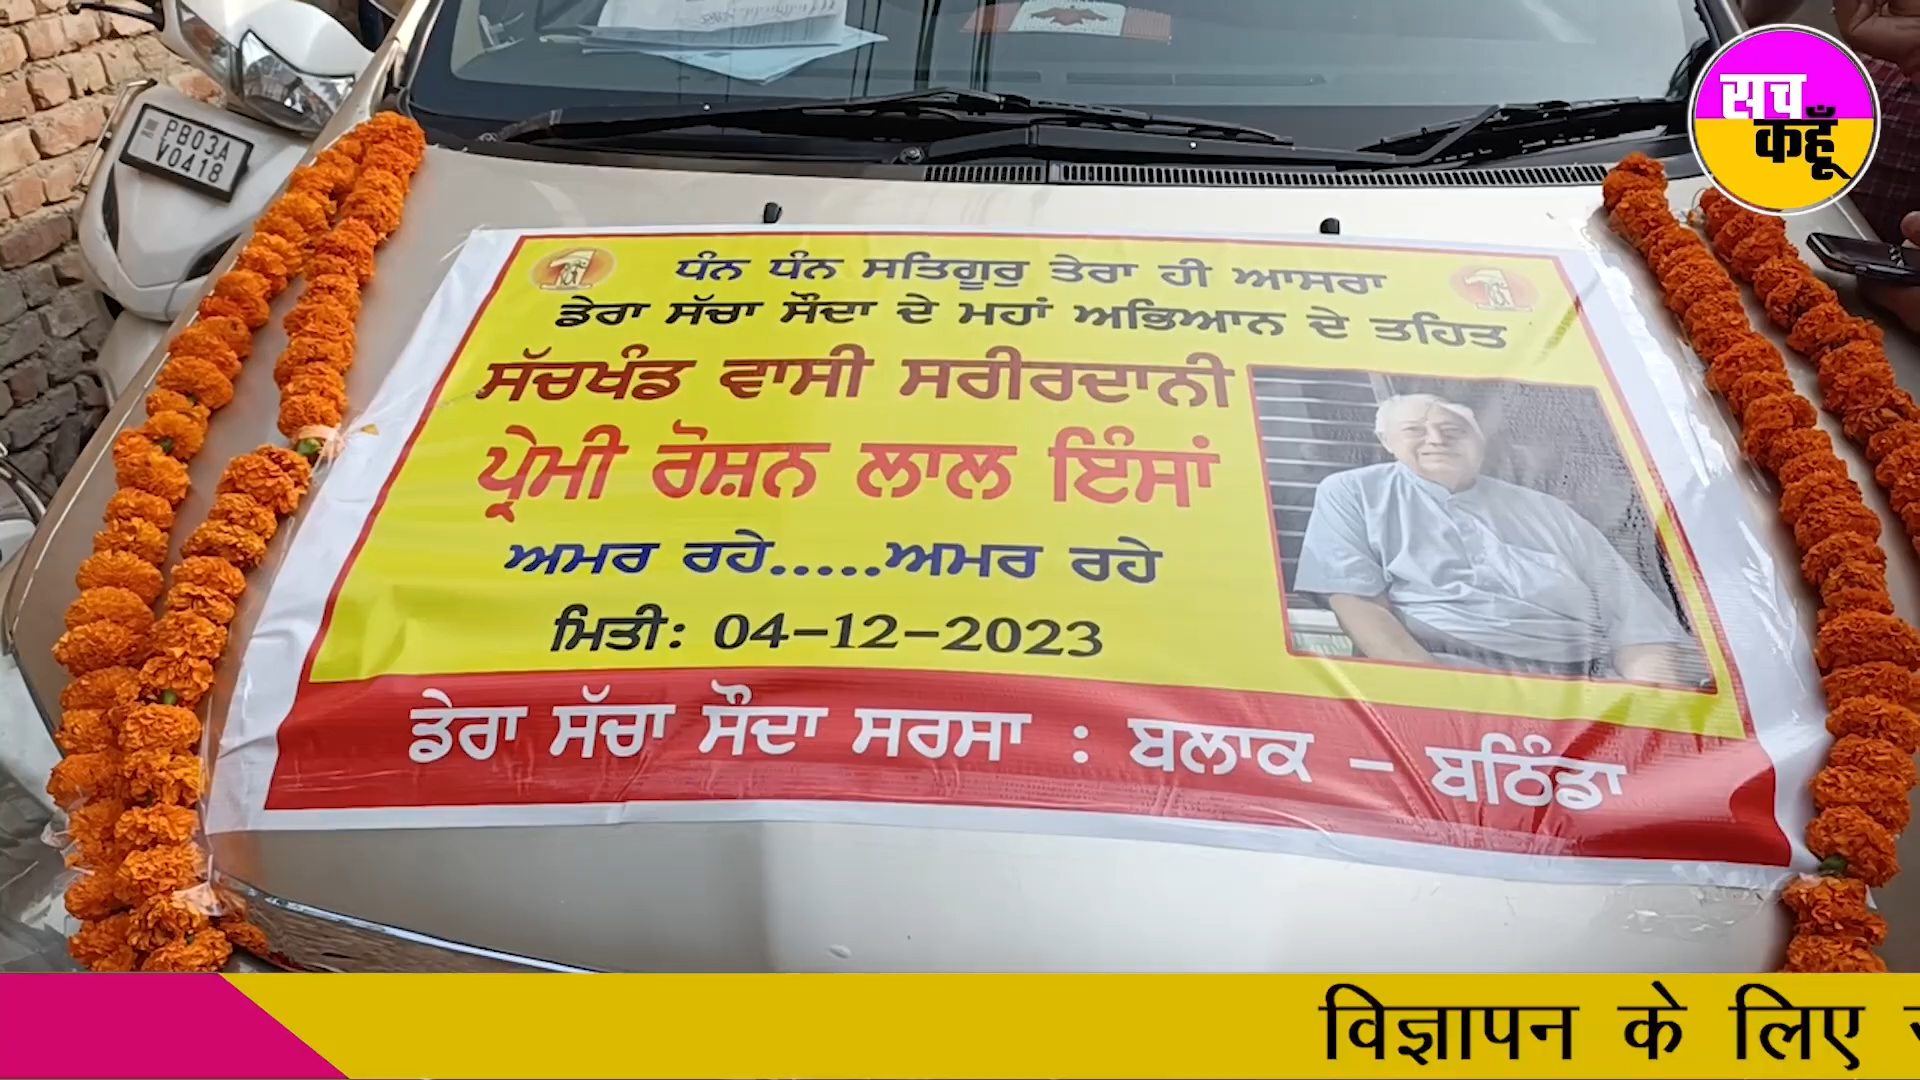 सच
कहूँ
PB03A
V0418
ਧੰਨ ਧੰਨ ਸਤਿਗੁਰੂ ਤੇਰਾ ਹੀ ਆਸਰਾ
ਡੇਰਾ ਸੱਚਾ ਸੌਦਾ ਦੇ ਮਹਾਂ ਅਭਿਆਨ ਦੇ ਤਹਿਤ
ਸੱਚਖੰਡ ਵਾਸੀ ਸਰੀਰਦਾਨੀ
ਪ੍ਰੇਮੀ ਰੋਸ਼ਨ ਲਾਲ ਇੰਸਾਂ
ਅਮਰ ਰਹੇ.....ਅਮਰ ਰਹੇ
ਮਿਤੀ: 04-12-2023
ਡੇਰਾ ਸੱਚਾ ਸੌਦਾ ਸਰਸਾ : ਬਲਾਕ - ਬਠਿੰਡਾ
विज्ञापन के लिए